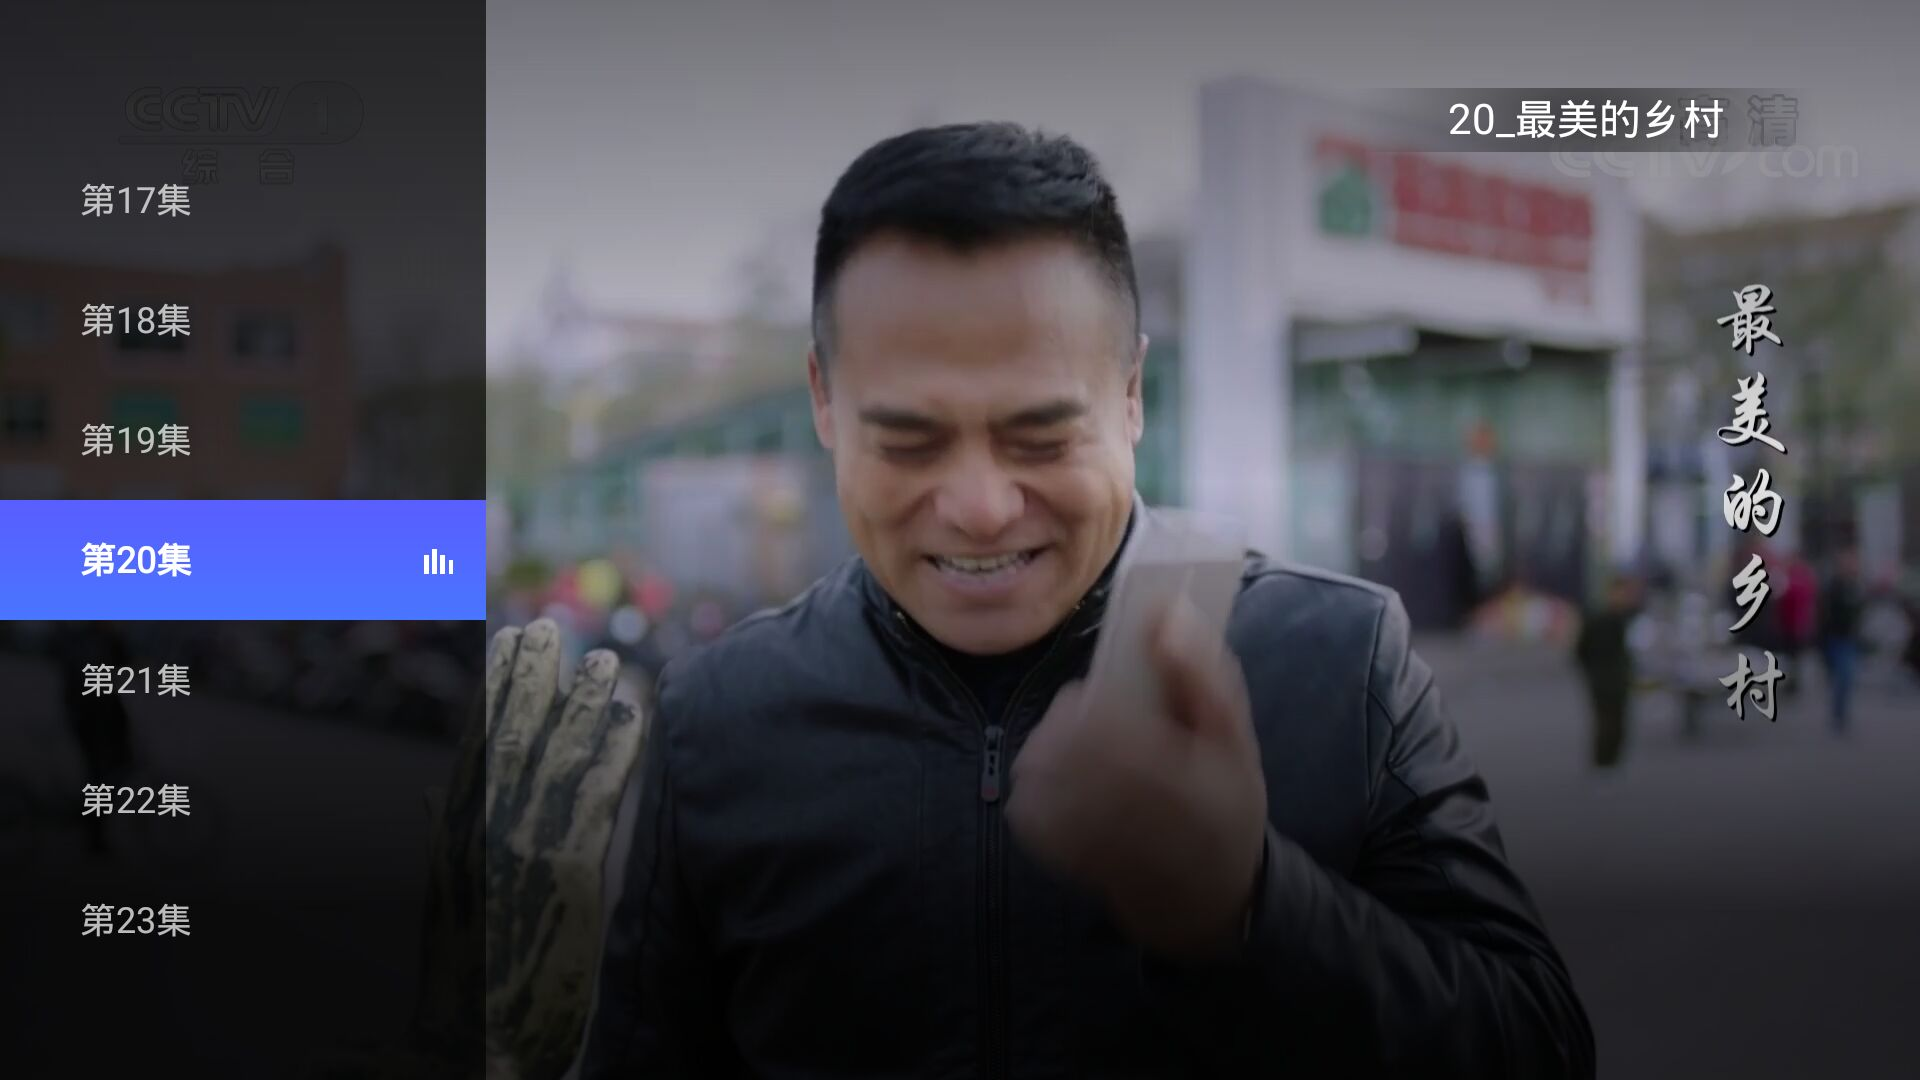 CCTV 1
综合
20_最美的乡村
高清
CCTV.com
第17集
第18集
第19集
第20集
第21集
第22集
第23集
最美的乡村